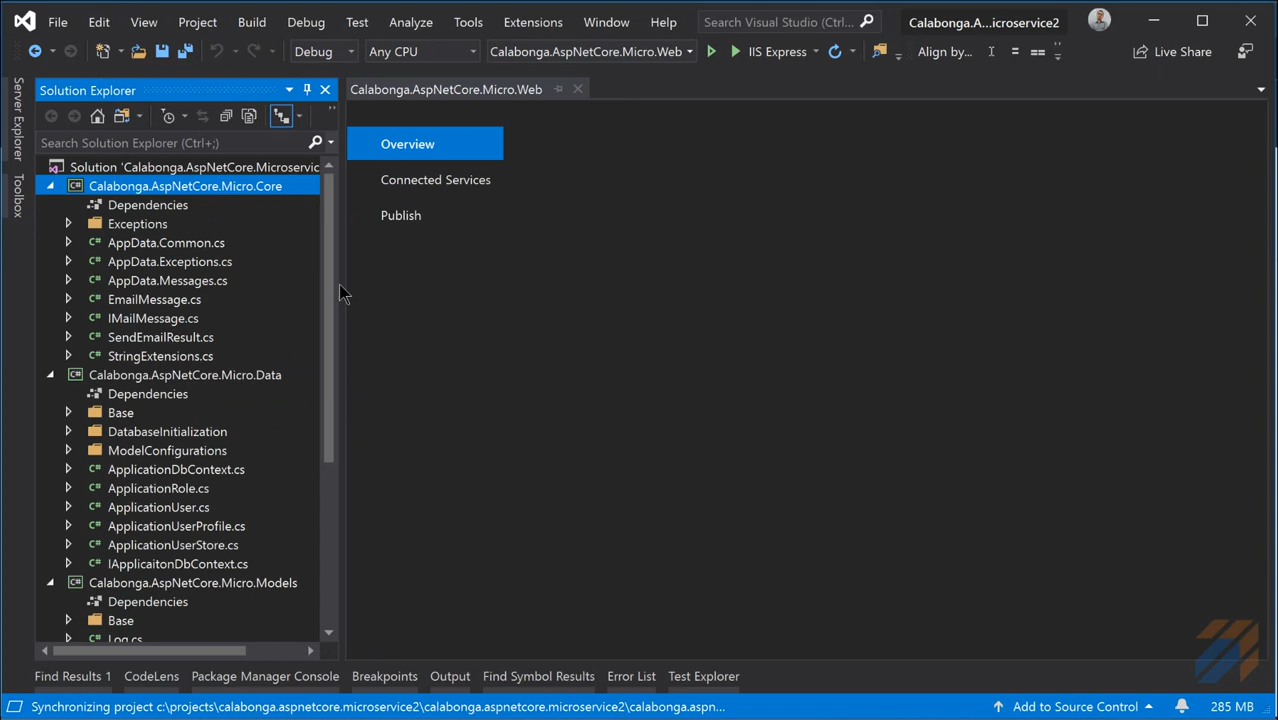 File Edit View Project Build Debug Test Analyze Tools Extensions Window Help Search Visual Studio (Ctrl+... Calabonga.A...icroservice2
Debug Any CPU Calabonga.AspNetCore.Micro.Web IIS Express Align by... Live Share
Server Explorer
Toolbox
Solution Explorer
Search Solution Explorer (Ctrl+;)
Solution 'Calabonga.AspNetCore.Microservic
Calabonga.AspNetCore.Micro.Core
Dependencies
Exceptions
AppData.Common.cs
AppData.Exceptions.cs
AppData.Messages.cs
EmailMessage.cs
IMailMessage.cs
SendEmailResult.cs
StringExtensions.cs
Calabonga.AspNetCore.Micro.Data
Dependencies
Base
DatabaseInitialization
ModelConfigurations
ApplicationDbContext.cs
ApplicationRole.cs
ApplicationUser.cs
ApplicationUserProfile.cs
ApplicationUserStore.cs
IApplicaitonDbContext.cs
Calabonga.AspNetCore.Micro.Models
Dependencies
Base
Log.cs
Calabonga.AspNetCore.Micro.Web
Overview
Connected Services
Publish
Find Results 1 CodeLens Package Manager Console Breakpoints Output Find Symbol Results Error List Test Explorer
Synchronizing project c:\projects\calabonga.aspnetcore.microservice2\calabonga.aspnetcore.microservice2\calabonga.aspn... Add to Source Control 285 MB